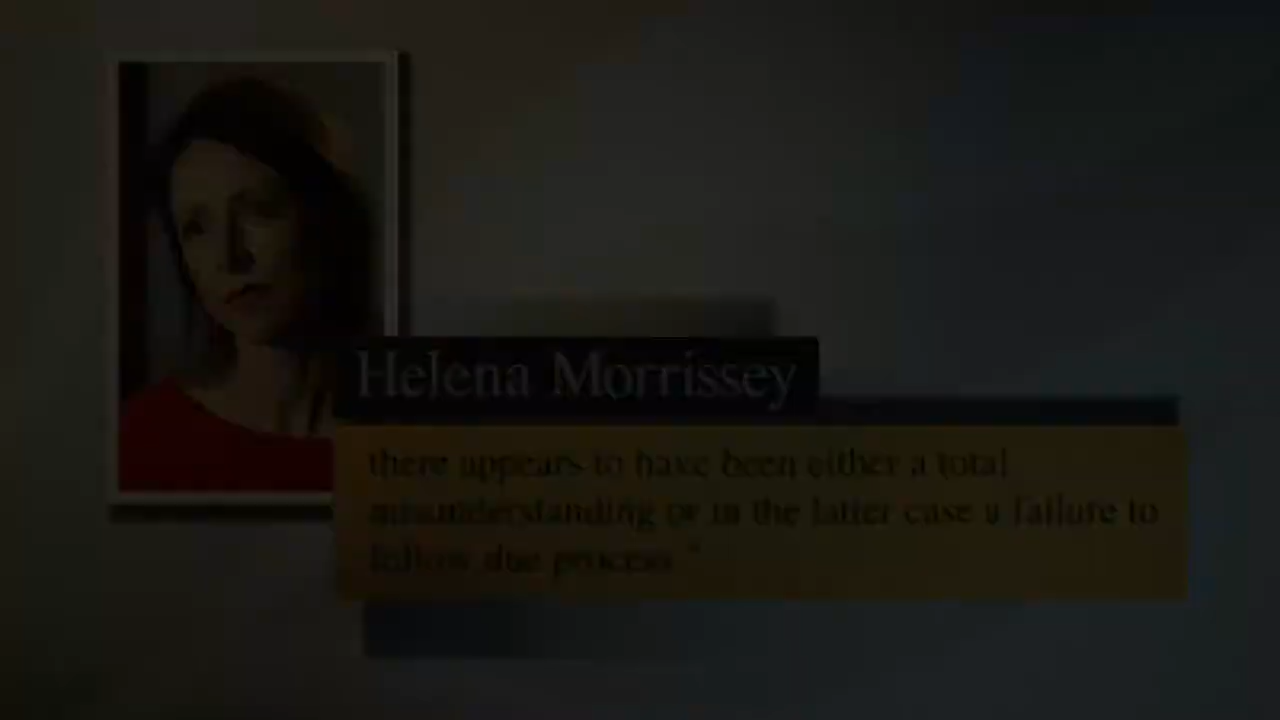 Helena Morrissey
there appears to have been either a total
misunderstanding or in the latter case a failure to
follow due process."